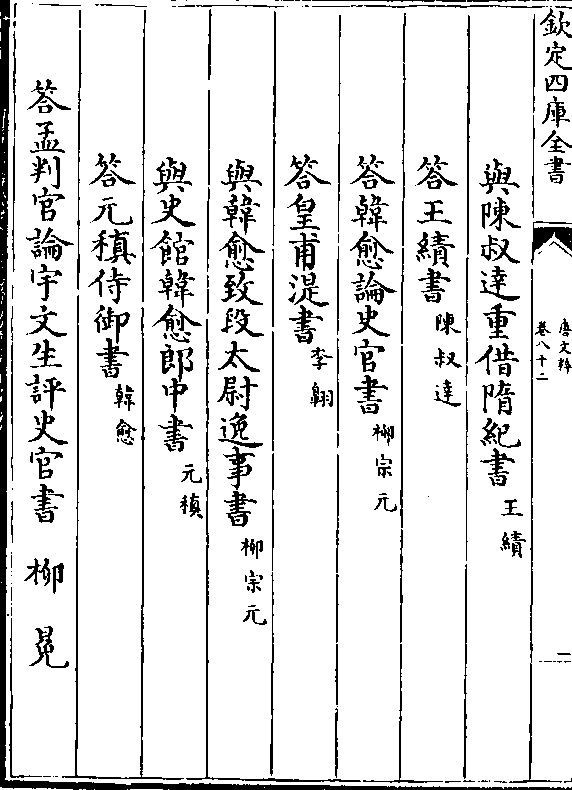 欽定四庫全書
唐文粹
卷八十二
二
與陳叔達重借隋紀書 王績
答王績書 陳叔達
答韓愈論史官書 柳宗元
答皇甫湜書 李翱
與韓愈致段太尉逸事書 柳宗元
與史館韓愈郎中書 元稹
答元稹侍御書 韓愈
答孟判官論宇文生評史官書 柳冕